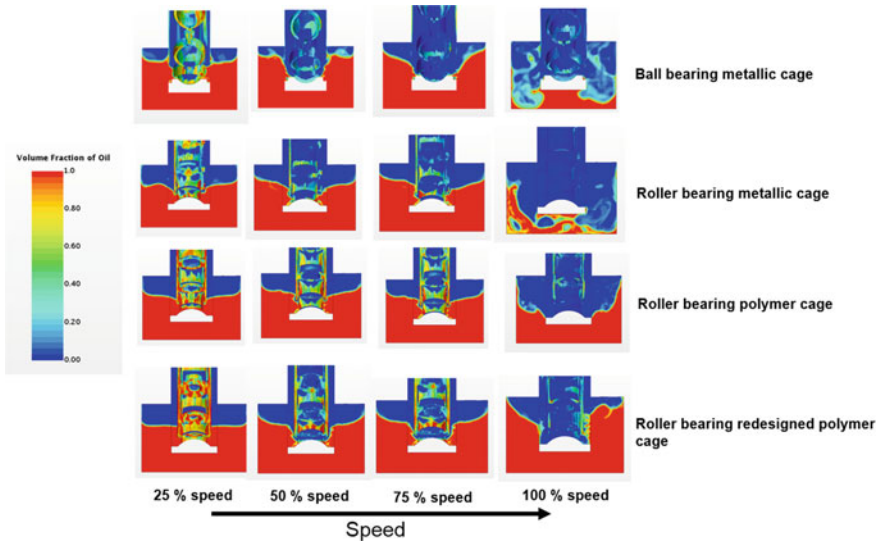 Ball bearing metallic cage
Volume Fraction of Oil
1.0
0.80
0.60
0.40
0.20
0.00
Roller bearing metallic cage
Roller bearing polymer cage
Roller bearing redesigned polymer
cage
25 % speed 50 % speed 75 % speed 100 % speed
Speed